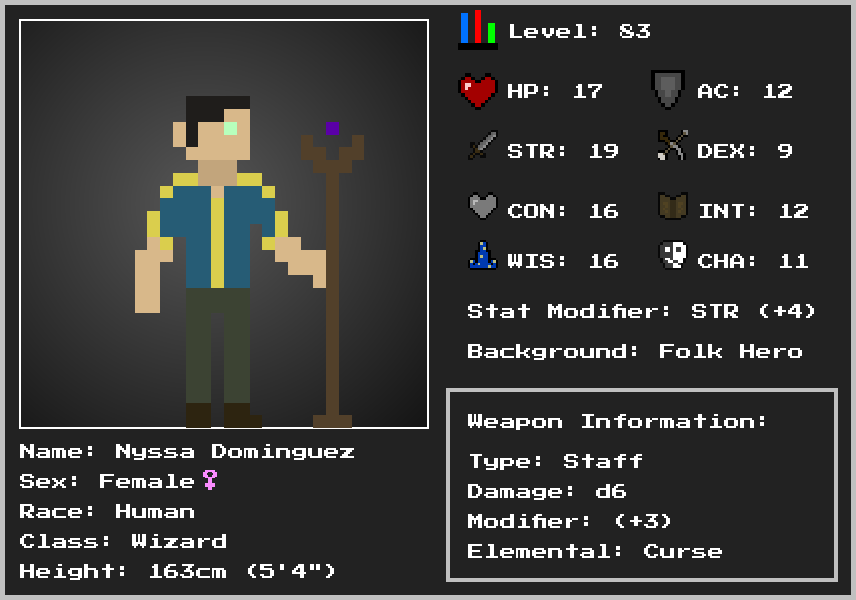 Level: 83
HP: 17 AC: 12
STR: 19 DEX: 9
CON: 16 INT: 12
WIS: 16 CHA: 11
Stat Modifier: STR (+4)
Background: Folk Hero
Weapon Information:
Type: Staff
Damage: d6
Modifier: (+3)
Elemental: Curse
Name: Nyssa Dominguez
Sex: Female♀
Race: Human
Class: Wizard
Height: 163cm (5'4")